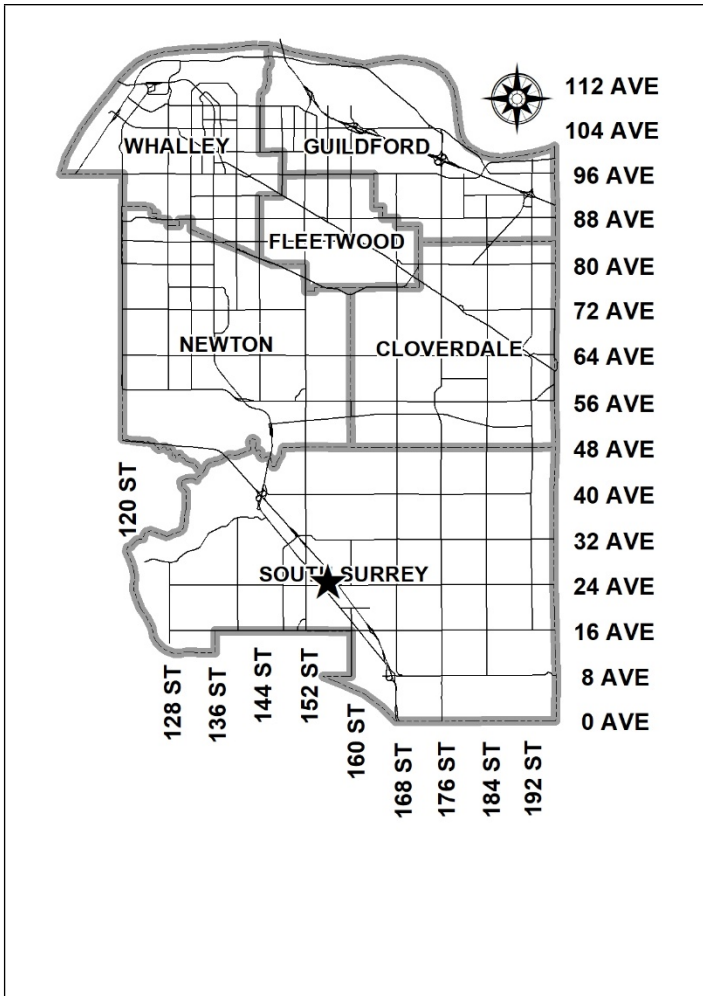 112 AVE
104 AVE
WHALLEY
GUILDFORD
96 AVE
88 AVE
FLEETWOOD
80 AVE
72 AVE
NEWTON
CLOVERDALE
64 AVE
56 AVE
48 AVE
120 ST
40 AVE
32 AVE
SOUTH SURREY
24 AVE
16 AVE
8 AVE
0 AVE
128 ST
136 ST
144 ST
152 ST
160 ST
168 ST
176 ST
184 ST
192 ST